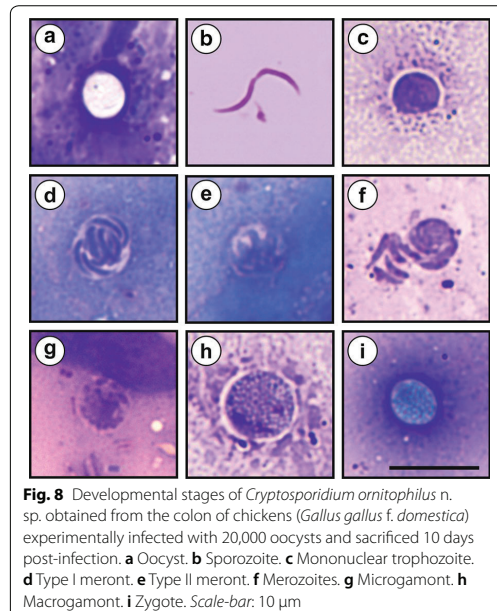 a
b
c
d
e
f
g
h
i
Fig. 8 Developmental stages of Cryptosporidium ornitophilus n.
sp. obtained from the colon of chickens (Gallus gallus f. domestica)
experimentally infected with 20,000 oocysts and sacrificed 10 days
post-infection. a Oocyst. b Sporozoite. c Mononuclear trophozoite.
d Type I meront. e Type II meront. f Merozoites. g Microgamont. h
Macrogamont. i Zygote. Scale-bar: 10 μm